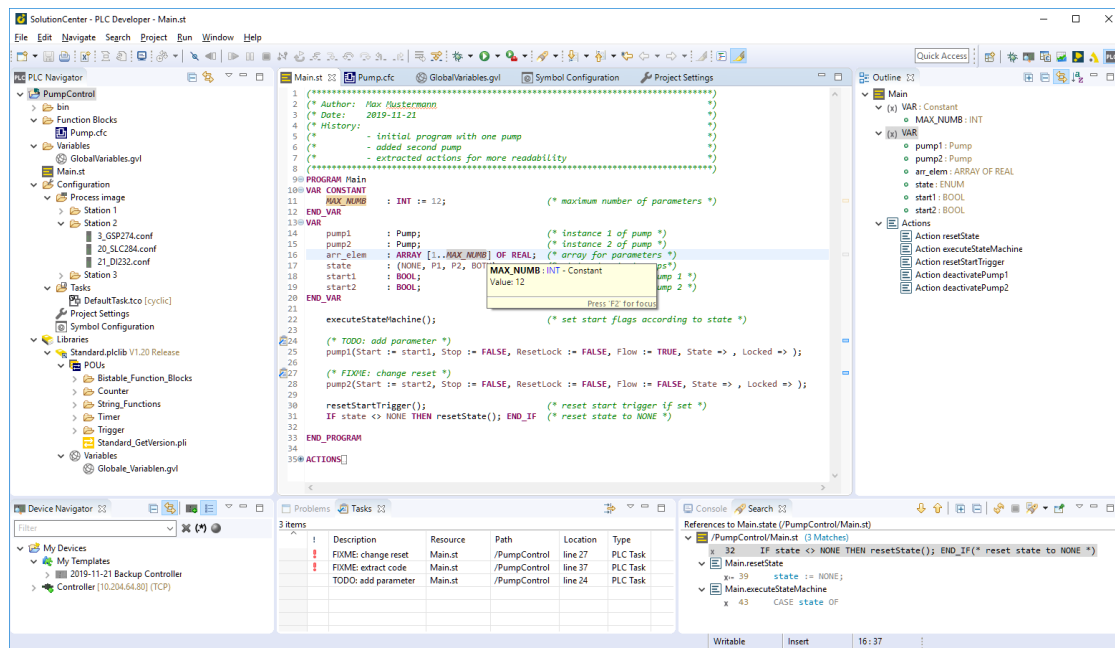 SolutionCenter - PLC Developer - Main.st
File Edit Navigate Search Project Run Window Help
Quick Access
PLC Navigator
PumpControl
bin
Function Blocks
Pump.cfc
Variables
GlobalVariables.gvl
Main.st
Configuration
Process image
Station 1
Station 2
3_GSP274.conf
20_SLC284.conf
21_DI232.conf
Station 3
Tasks
DefaultTask.tco [cyclic]
Project Settings
Symbol Configuration
Libraries
Standard.plclib V1.20 Release
POUs
Bistable_Function_Blocks
Counter
String_Functions
Timer
Trigger
Standard_GetVersion.pli
Variables
Globale_Variablen.gvl
Main.st Pump.cfc GlobalVariables.gvl Symbol Configuration Project Settings
1 (************************************************************************)
2 (* Author: Max Mustermann *)
3 (* Date: 2019-11-21 *)
4 (* History: *)
5 (* - initial program with one pump *)
6 (* - added second pump *)
7 (* - extracted actions for more readability *)
8 (************************************************************************)
9 PROGRAM Main
10 VAR CONSTANT
11 MAX_NUMB : INT := 12; (* maximum number of parameters *)
12 END_VAR
13 VAR
14 pump1 : Pump; (* instance 1 of pump *)
15 pump2 : Pump; (* instance 2 of pump *)
16 arr_elem : ARRAY [1..MAX_NUMB] OF REAL; (* array for parameters *)
17 state : (NONE, P1, P2, BOT ps*)
18 start1 : BOOL; ump 1 *)
19 start2 : BOOL; ump 2 *)
20 END_VAR
21
22 executeStateMachine(); (* set start flags according to state *)
23
24 (* TODO: add parameter *)
25 pump1(Start := start1, Stop := FALSE, ResetLock := FALSE, Flow := TRUE, State => , Locked => );
26
27 (* FIXME: change reset *)
28 pump2(Start := start2, Stop := FALSE, ResetLock := FALSE, Flow := FALSE, State => , Locked => );
29
30 resetStartTrigger(); (* reset start trigger if set *)
31 IF state <> NONE THEN resetState(); END_IF (* reset state to NONE *)
32
33 END_PROGRAM
34
35 ACTIONS
MAX_NUMB : INT - Constant
Value: 12
Press 'F2' for focus
Outline
Main
VAR : Constant
MAX_NUMB : INT
VAR
pump1 : Pump
pump2 : Pump
arr_elem : ARRAY OF REAL
state : ENUM
start1 : BOOL
start2 : BOOL
Actions
Action resetState
Action executeStateMachine
Action resetStartTrigger
Action deactivatePump1
Action deactivatePump2
Device Navigator
Filter
My Devices
My Templates
2019-11-21 Backup Controller
Controller [10.204.64.80] (TCP)
Problems Tasks
3 items
! Description Resource Path Location Type
FIXME: change reset Main.st /PumpControl line 27 PLC Task
FIXME: extract code Main.st /PumpControl line 37 PLC Task
TODO: add parameter Main.st /PumpControl line 24 PLC Task
Console Search
References to Main.state (/PumpControl/Main.st)
/PumpControl/Main.st (3 Matches)
32 IF state <> NONE THEN resetState(); END_IF(* reset state to NONE *)
Main.resetState
39 state := NONE;
Main.executeStateMachine
43 CASE state OF
Writable Insert 16 : 37